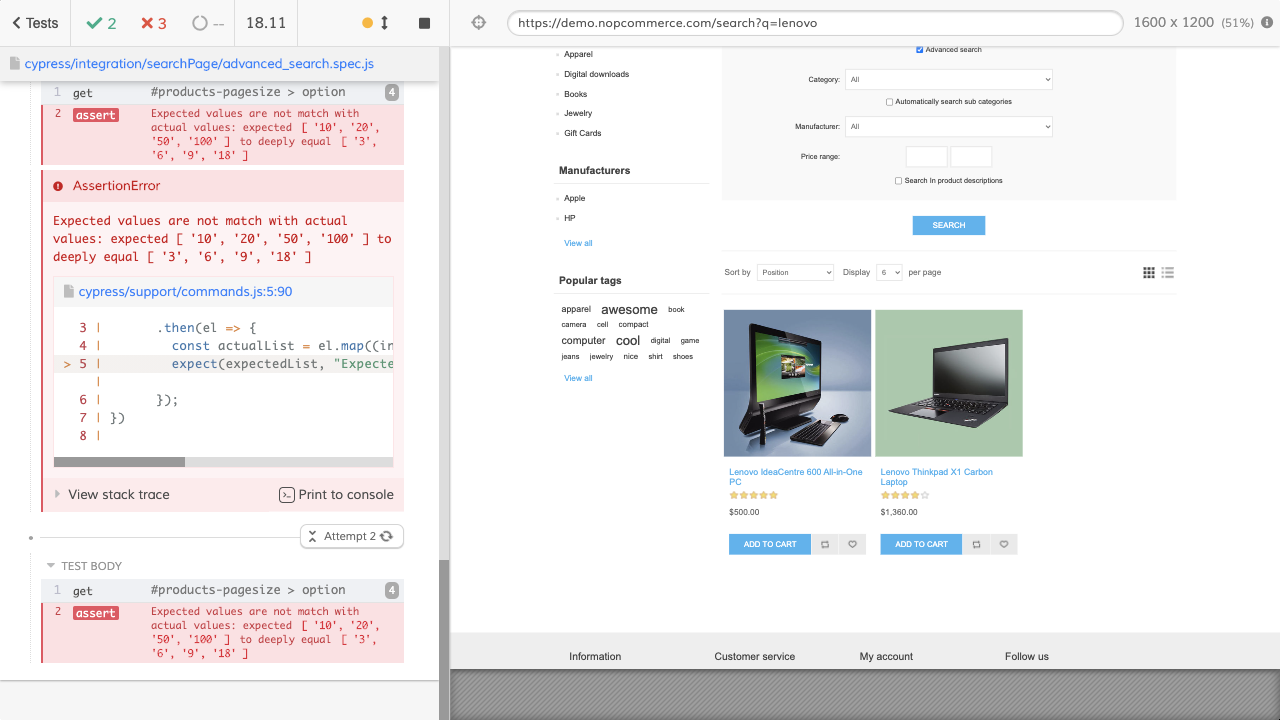 Tests
2
3
--
18.11
https://demo.nopcommerce.com/search?q=lenovo
1600 x 1200 (51%)
cypress/integration/searchPage/advanced_search.spec.js
1 get #products-pagesize > option 4
2 assert Expected values are not match with
actual values: expected [ '10', '20',
'50', '100' ] to deeply equal [ '3',
'6', '9', '18' ]
AssertionError
Expected values are not match with actual
values: expected [ '10', '20', '50', '100' ] to
deeply equal [ '3', '6', '9', '18' ]
cypress/support/commands.js:5:90
3 | .then(el => {
4 | const actualList = el.map((in
> 5 | expect(expectedList, "Expecte
|
6 | });
7 | })
8 |
View stack trace
Print to console
Attempt 2
TEST BODY
1 get #products-pagesize > option 4
2 assert Expected values are not match with
actual values: expected [ '10', '20',
'50', '100' ] to deeply equal [ '3',
'6', '9', '18' ]
Apparel
Digital downloads
Books
Jewelry
Gift Cards
Manufacturers
Apple
HP
View all
Popular tags
apparel awesome book
camera cell compact
computer cool digital game
jeans jewelry nice shirt shoes
View all
Advanced search
Category: All
Automatically search sub categories
Manufacturer: All
Price range:
Search In product descriptions
SEARCH
Sort by Position Display 6 per page
Lenovo IdeaCentre 600 All-in-One
PC
$500.00
ADD TO CART
Lenovo Thinkpad X1 Carbon
Laptop
$1,360.00
ADD TO CART
Information
Customer service
My account
Follow us